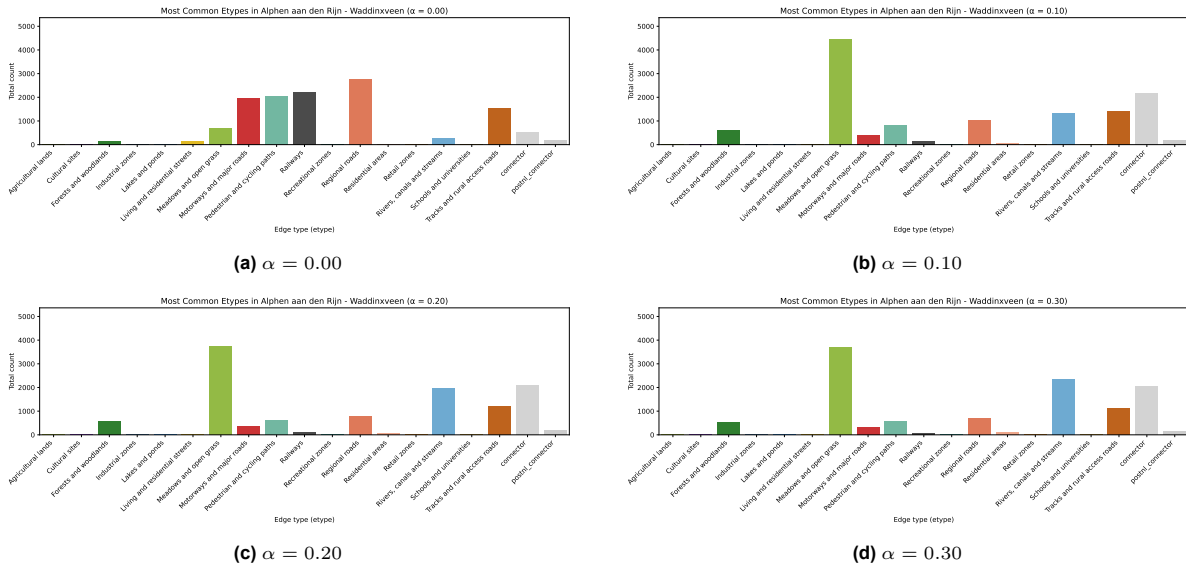 Most Common Etypes in Alphen aan den Rijn - Waddinxveen (α = 0.00)
Total count
5000
4000
3000
2000
1000
0
Agricultural lands
Cultural sites
Forests and woodlands
Industrial zones
Lakes and ponds
Living and residential streets
Meadows and open grass
Motorways and major roads
Pedestrian and cycling paths
Railways
Recreational zones
Regional roads
Residential areas
Retail zones
Rivers, canals and streams
Schools and universities
Tracks and rural access roads
connector
postnl_connector
Edge type (etype)
(a) α = 0.00
Most Common Etypes in Alphen aan den Rijn - Waddinxveen (α = 0.10)
Total count
5000
4000
3000
2000
1000
0
Agricultural lands
Cultural sites
Forests and woodlands
Industrial zones
Lakes and ponds
Living and residential streets
Meadows and open grass
Motorways and major roads
Pedestrian and cycling paths
Railways
Recreational zones
Regional roads
Residential areas
Retail zones
Rivers, canals and streams
Schools and universities
Tracks and rural access roads
connector
postnl_connector
Edge type (etype)
(b) α = 0.10
Most Common Etypes in Alphen aan den Rijn - Waddinxveen (α = 0.20)
Total count
5000
4000
3000
2000
1000
0
Agricultural lands
Cultural sites
Forests and woodlands
Industrial zones
Lakes and ponds
Living and residential streets
Meadows and open grass
Motorways and major roads
Pedestrian and cycling paths
Railways
Recreational zones
Regional roads
Residential areas
Retail zones
Rivers, canals and streams
Schools and universities
Tracks and rural access roads
connector
postnl_connector
Edge type (etype)
(c) α = 0.20
Most Common Etypes in Alphen aan den Rijn - Waddinxveen (α = 0.30)
Total count
5000
4000
3000
2000
1000
0
Agricultural lands
Cultural sites
Forests and woodlands
Industrial zones
Lakes and ponds
Living and residential streets
Meadows and open grass
Motorways and major roads
Pedestrian and cycling paths
Railways
Recreational zones
Regional roads
Residential areas
Retail zones
Rivers, canals and streams
Schools and universities
Tracks and rural access roads
connector
postnl_connector
Edge type (etype)
(d) α = 0.30